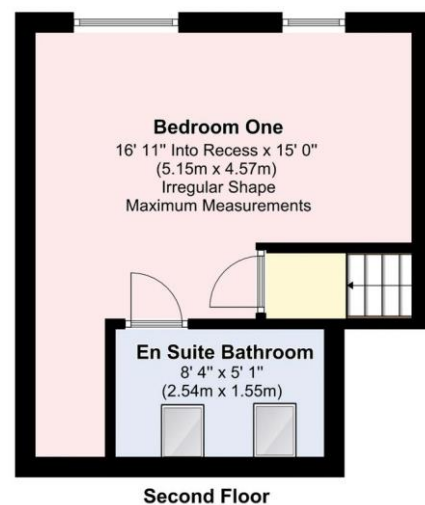 Bedroom One
16' 11" Into Recess x 15' 0"
(5.15m x 4.57m)
Irregular Shape
Maximum Measurements
En Suite Bathroom
8' 4" x 5' 1"
(2.54m x 1.55m)
Second Floor